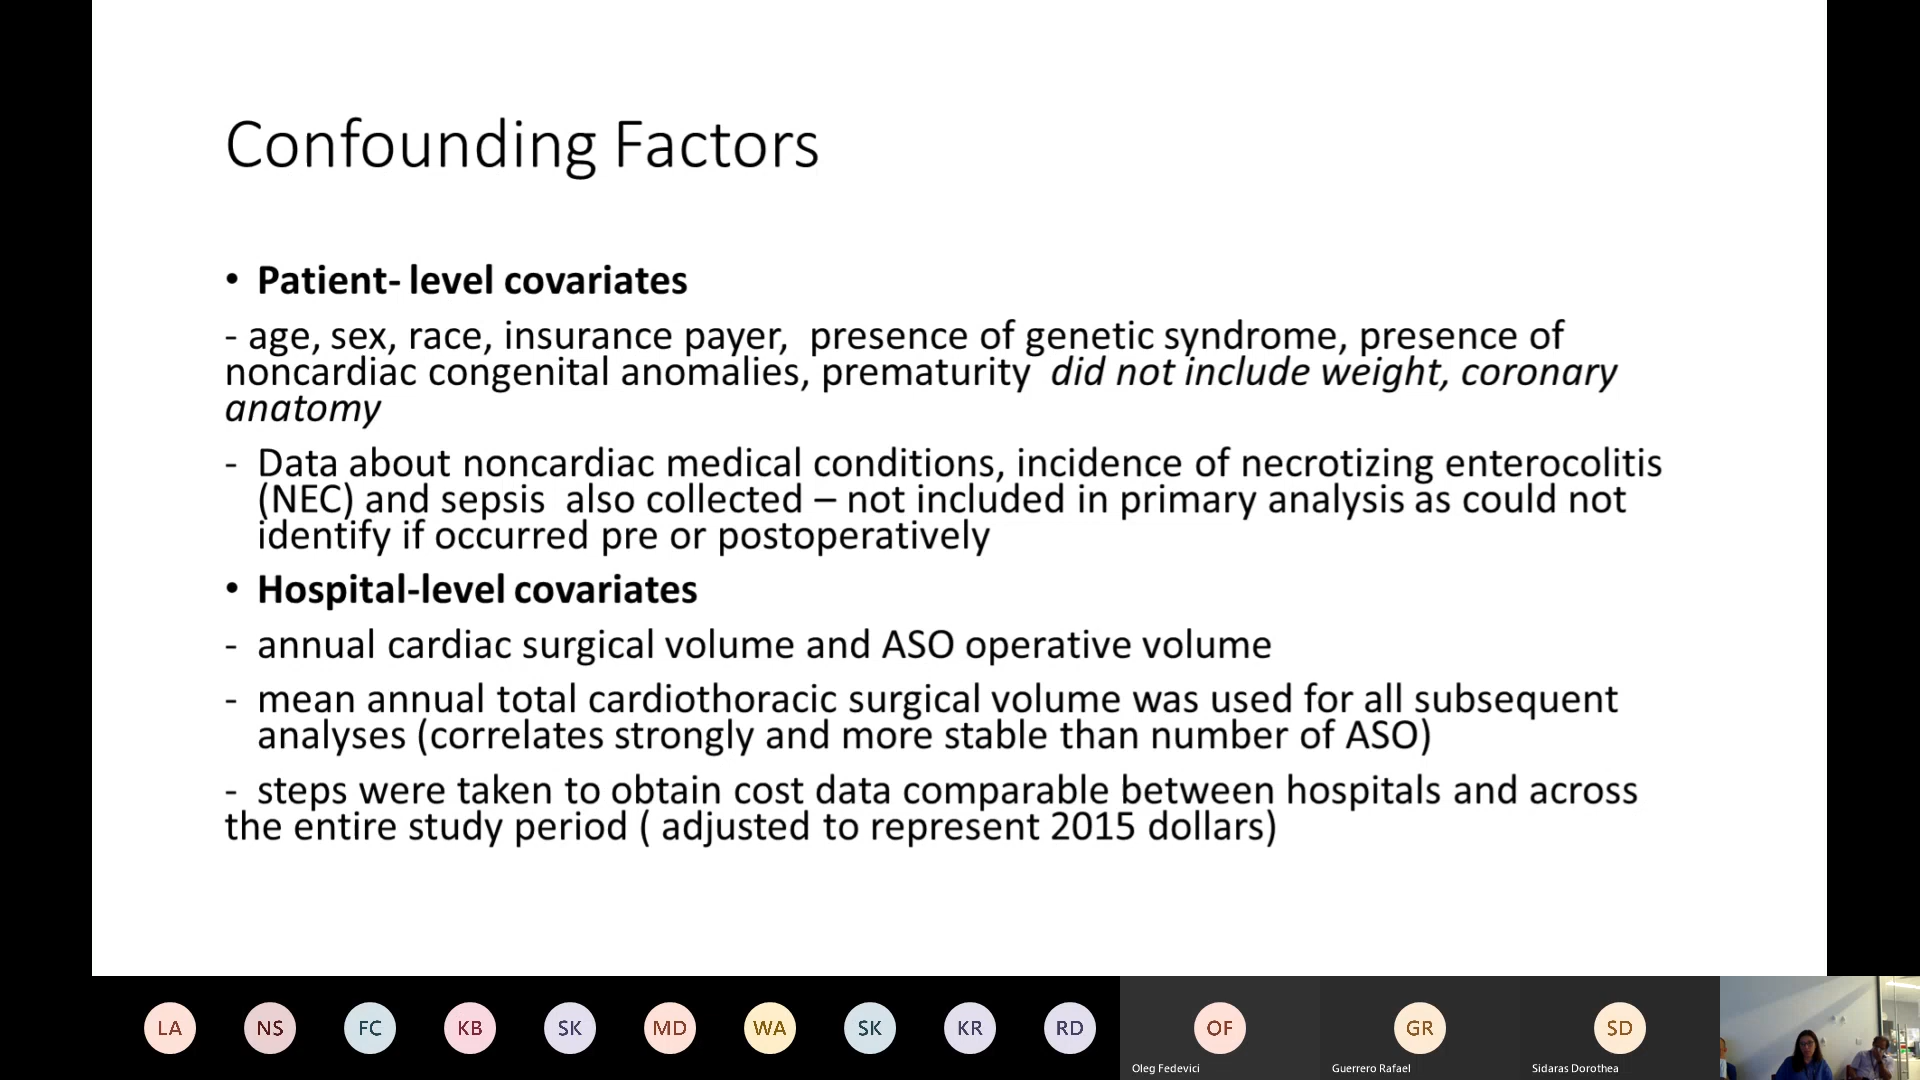 Confounding Factors
• Patient- level covariates
- age, sex, race, insurance payer, presence of genetic syndrome, presence of
noncardiac congenital anomalies, prematurity did not include weight, coronary
anatomy
- Data about noncardiac medical conditions, incidence of necrotizing enterocolitis
(NEC) and sepsis also collected – not included in primary analysis as could not
identify if occurred pre or postoperatively
• Hospital-level covariates
- annual cardiac surgical volume and ASO operative volume
- mean annual total cardiothoracic surgical volume was used for all subsequent
analyses (correlates strongly and more stable than number of ASO)
- steps were taken to obtain cost data comparable between hospitals and across
the entire study period ( adjusted to represent 2015 dollars)
LA NS FC KB SK MD WA SK KR RD OF GR SD
Oleg Fedevici Guerrero Rafael Sidaras Dorothea